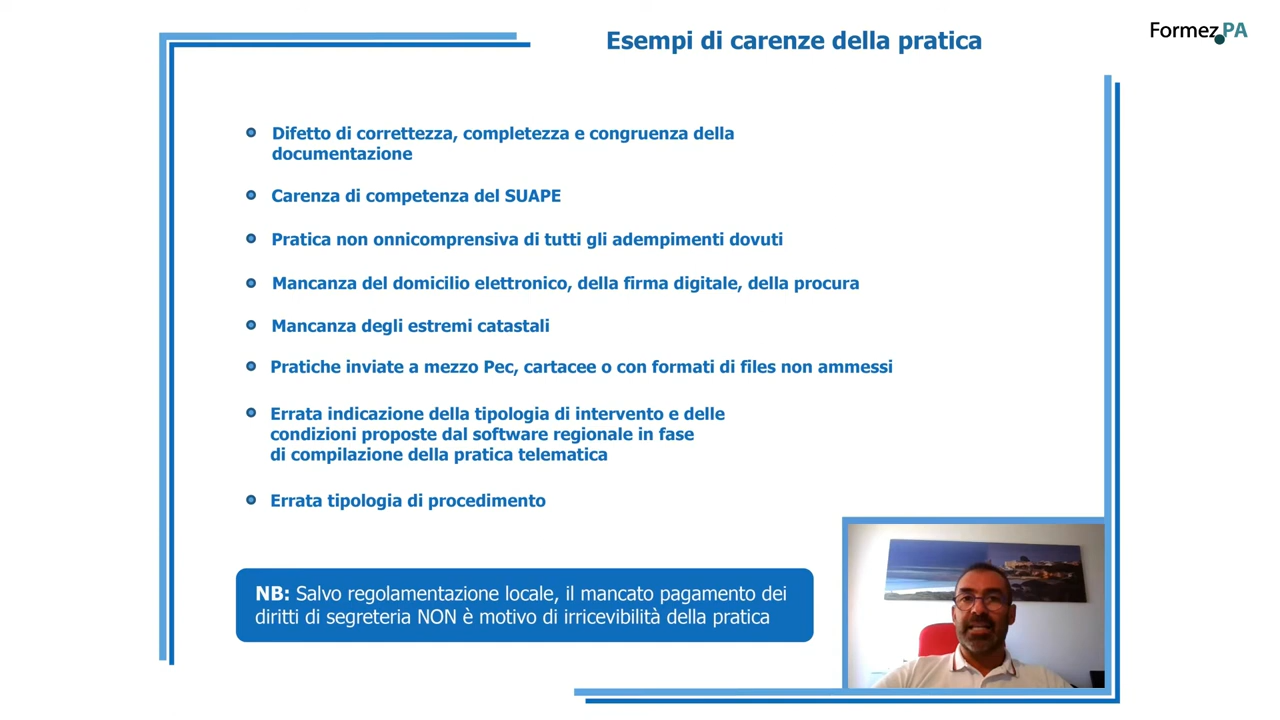 Esempi di carenze della pratica
Formez.PA
Difetto di correttezza, completezza e congruenza della
documentazione
Carenza di competenza del SUAPE
Pratica non onnicomprensiva di tutti gli adempimenti dovuti
Mancanza del domicilio elettronico, della firma digitale, della procura
Mancanza degli estremi catastali
Pratiche inviate a mezzo Pec, cartacee o con formati di files non ammessi
Errata indicazione della tipologia di intervento e delle
condizioni proposte dal software regionale in fase
di compilazione della pratica telematica
Errata tipologia di procedimento
NB: Salvo regolamentazione locale, il mancato pagamento dei
diritti di segreteria NON è motivo di irricevibilità della pratica